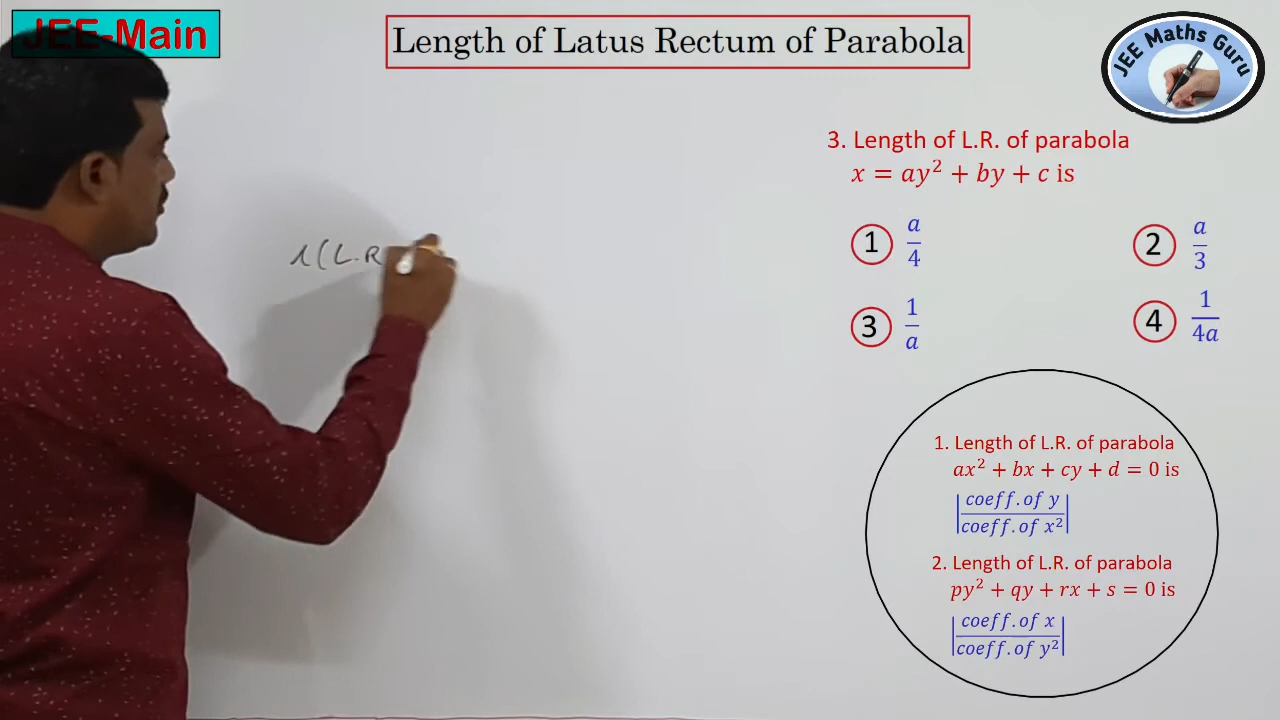 JEE-Main
Length of Latus Rectum of Parabola
JEE Maths Guru
3. Length of L.R. of parabola
x = ay² + by + c is
1 a/4
2 a/3
3 1/a
4 1/4a
l(L.R
1. Length of L.R. of parabola
ax² + bx + cy + d = 0 is
|coeff.of y / coeff.of x²|
2. Length of L.R. of parabola
py² + qy + rx + s = 0 is
|coeff.of x / coeff.of y²|